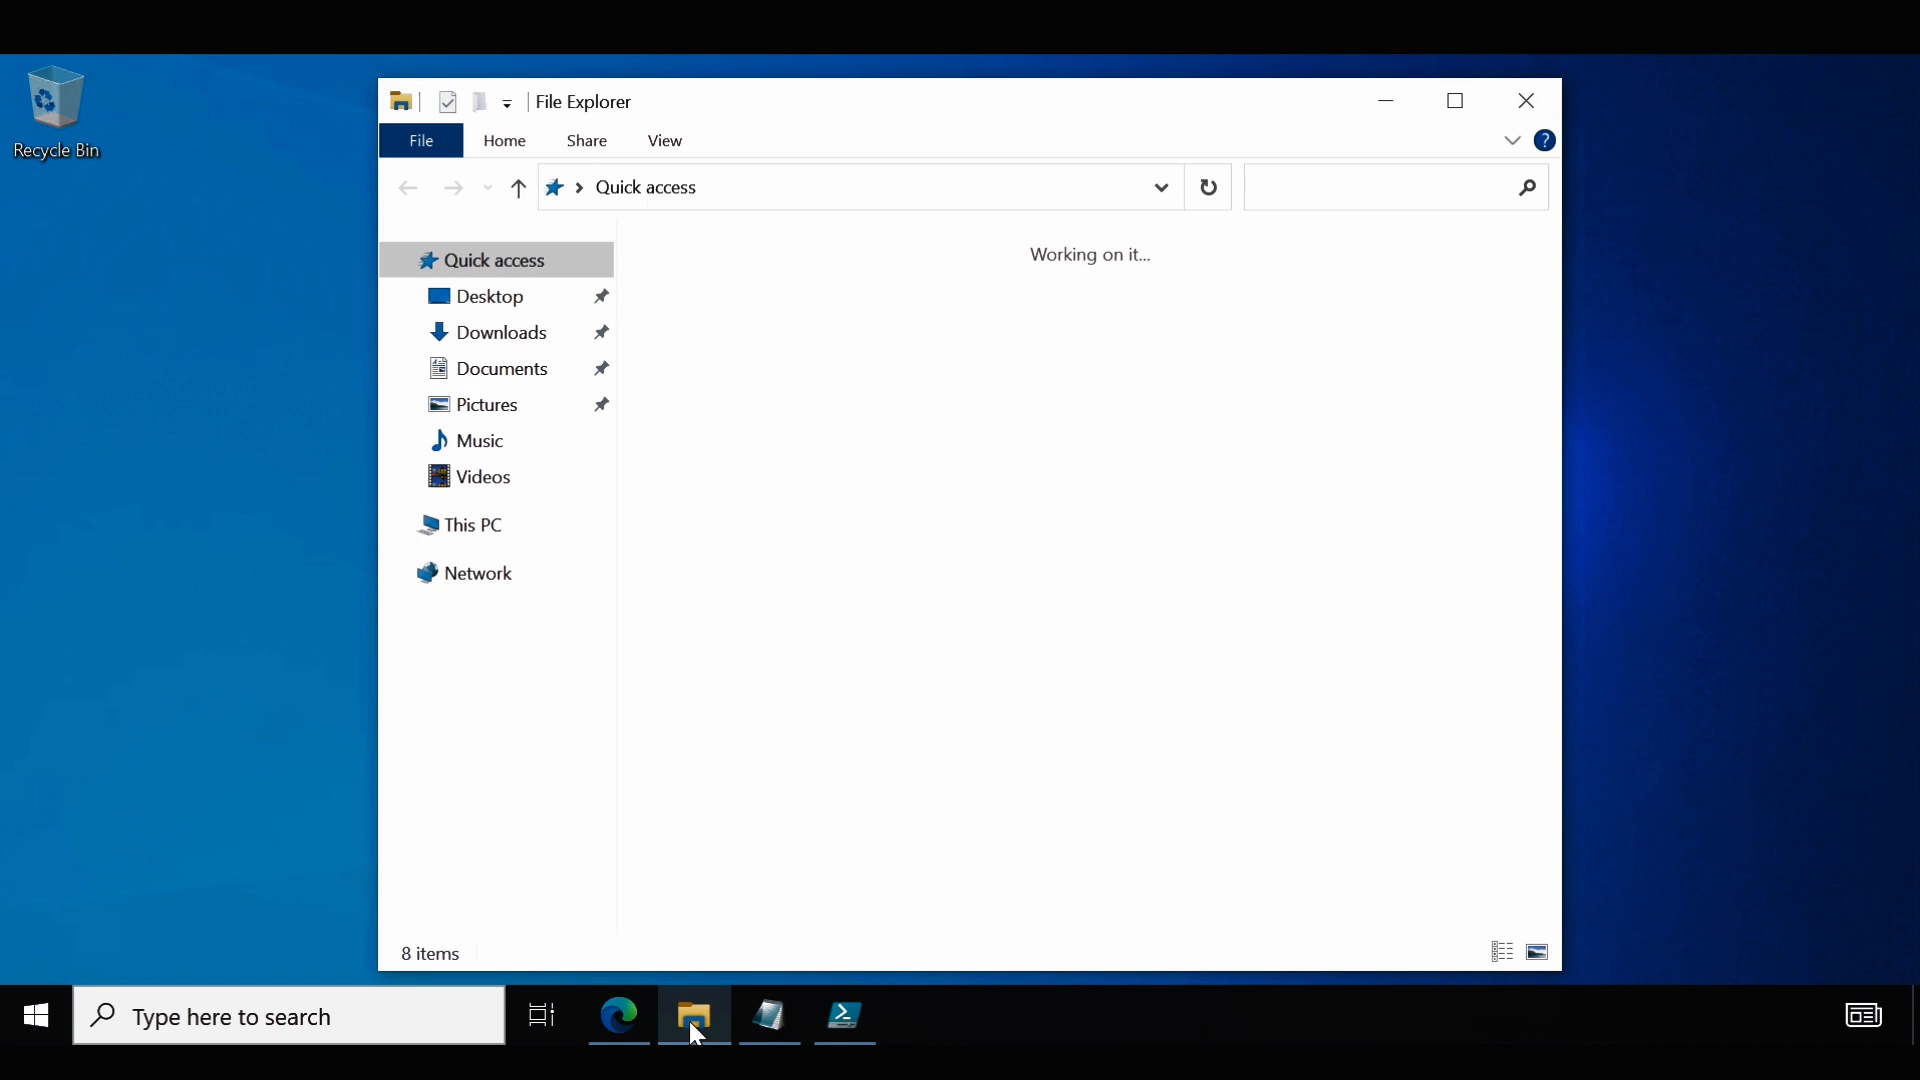 Recycle Bin
File Explorer
File Home Share View
?
Quick access
Quick access
Working on it...
Desktop
Downloads
Documents
Pictures
Music
Videos
This PC
Network
8 items
Type here to search